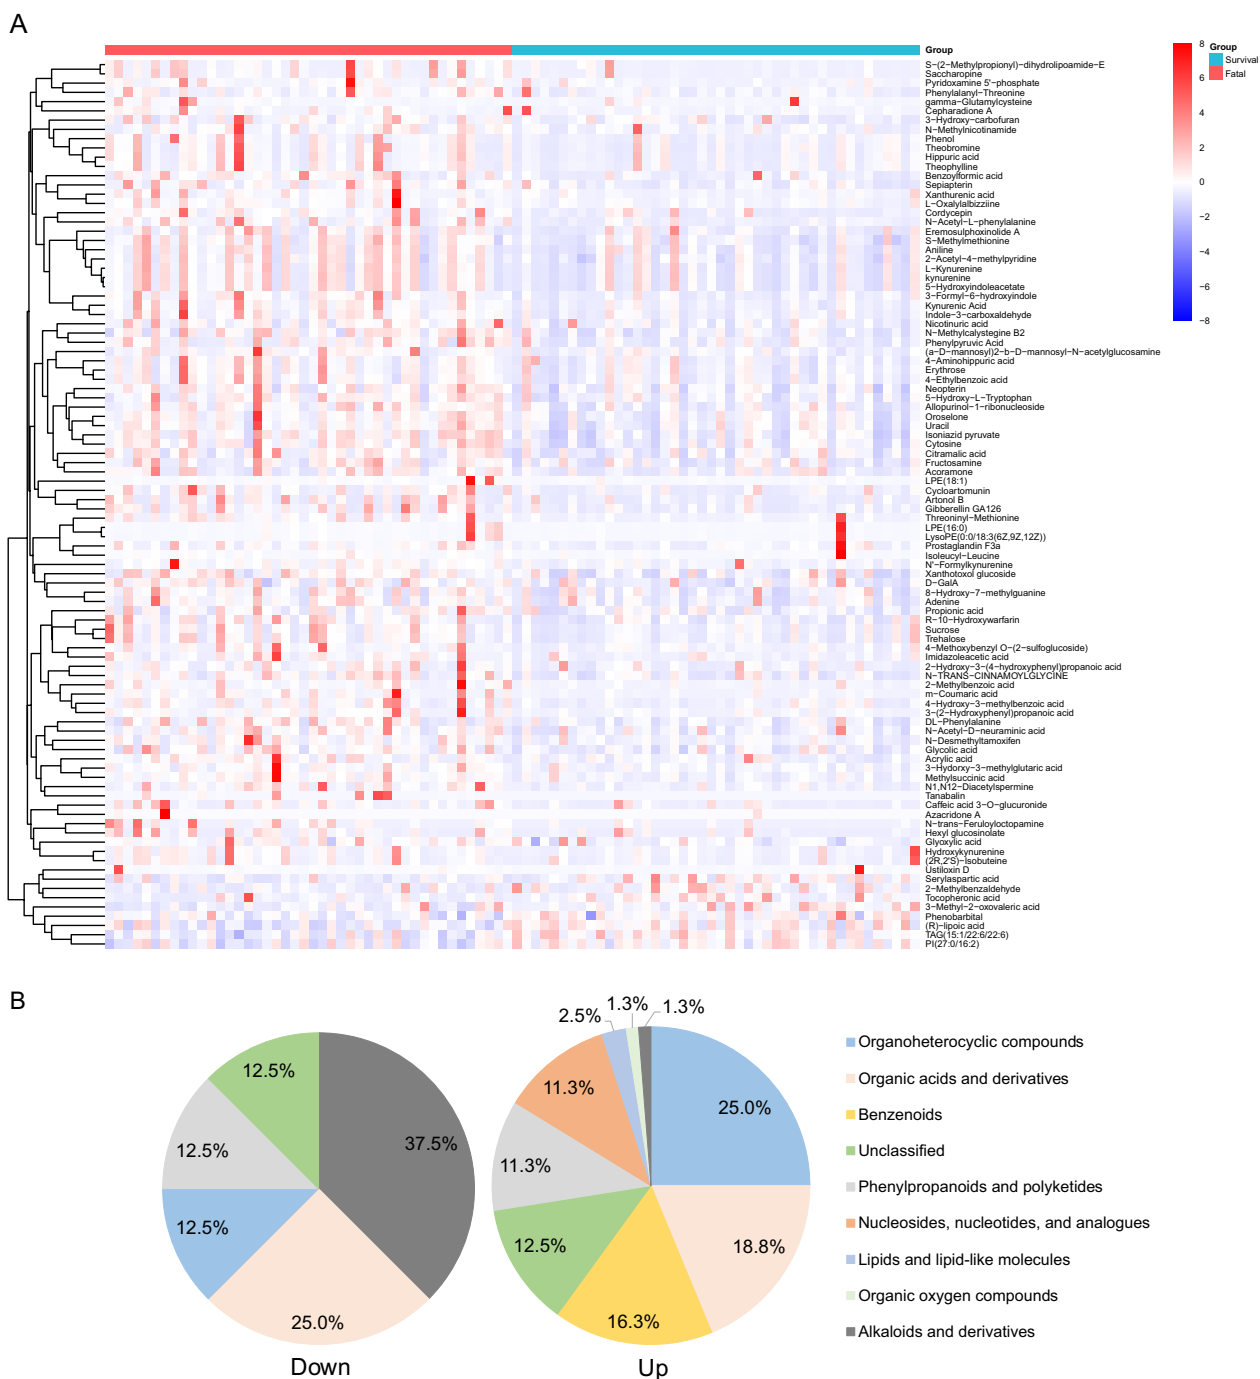 A
Group
S-(2-Methylpropionyl)-dihydrolipoamide-E
Saccharopine
Pyridoxamine 5'-phosphate
Phenylalanyl-Threonine
gamma-Glutamylcysteine
Cepharadione A
3-Hydroxy-carbofuran
N-Methylnicotinamide
Phenol
Theobromine
Hippuric acid
Theophylline
Benzoylformic acid
Sepiapterin
Xanthurenic acid
L-Oxalylalbizziine
Cordycepin
N-Acetyl-L-phenylalanine
Eremosulphoxinolide A
S-Methylmethionine
Aniline
2-Acetyl-4-methylpyridine
L-Kynurenine
kynurenine
5-Hydroxyindoleacetate
3-Formyl-6-hydroxyindole
Kynurenic Acid
Indole-3-carboxaldehyde
Nicotinuric acid
N-Methylcalystegine B2
Phenylpyruvic Acid
(a-D-mannosyl)2-b-D-mannosyl-N-acetylglucosamine
4-Aminohippuric acid
Erythrose
4-Ethylbenzoic acid
Neopterin
5-Hydroxy-L-Tryptophan
Allopurinol-1-ribonucleoside
Oroselone
Uracil
Isoniazid pyruvate
Cytosine
Citramalic acid
Fructosamine
Acoramone
LPE(18:1)
Cycloartomunin
Artonol B
Gibberellin GA126
Threoninyl-Methionine
LPE(16:0)
LysoPE(0:0/18:3(6Z,9Z,12Z))
Prostaglandin F3a
Isoleucyl-Leucine
N'-Formylkynurenine
Xanthotoxol glucoside
D-GalA
8-Hydroxy-7-methylguanine
Adenine
Propionic acid
R-10-Hydroxywarfarin
Sucrose
Trehalose
4-Methoxybenzyl O-(2-sulfoglucoside)
Imidazoleacetic acid
2-Hydroxy-3-(4-hydroxyphenyl)propanoic acid
N-TRANS-CINNAMOYLGLYCINE
2-Methylbenzoic acid
m-Coumaric acid
4-Hydroxy-3-methylbenzoic acid
3-(2-Hydroxyphenyl)propanoic acid
DL-Phenylalanine
N-Acetyl-D-neuraminic acid
N-Desmethyltamoxifen
Glycolic acid
Acrylic acid
3-Hydorxy-3-methylglutaric acid
Methylsuccinic acid
N1,N12-Diacetylspermine
Tanabalin
Caffeic acid 3-O-glucuronide
Azacridone A
N-trans-Feruloyloctopamine
Hexyl glucosinolate
Glyoxylic acid
Hydroxykynurenine
(2R,2'S)-Isobuteine
Ustiloxin D
Serylaspartic acid
2-Methylbenzaldehyde
Tocopheronic acid
3-Methyl-2-oxovaleric acid
Phenobarbital
(R)-lipoic acid
TAG(15:1/22:6/22:6)
PI(27:0/16:2)
8
6
4
2
0
-2
-4
-6
-8
Group
Survival
Fatal
B
12.5%
37.5%
12.5%
12.5%
25.0%
Down
2.5%
1.3%
1.3%
11.3%
25.0%
11.3%
12.5%
18.8%
16.3%
Up
Organoheterocyclic compounds
Organic acids and derivatives
Benzenoids
Unclassified
Phenylpropanoids and polyketides
Nucleosides, nucleotides, and analogues
Lipids and lipid-like molecules
Organic oxygen compounds
Alkaloids and derivatives